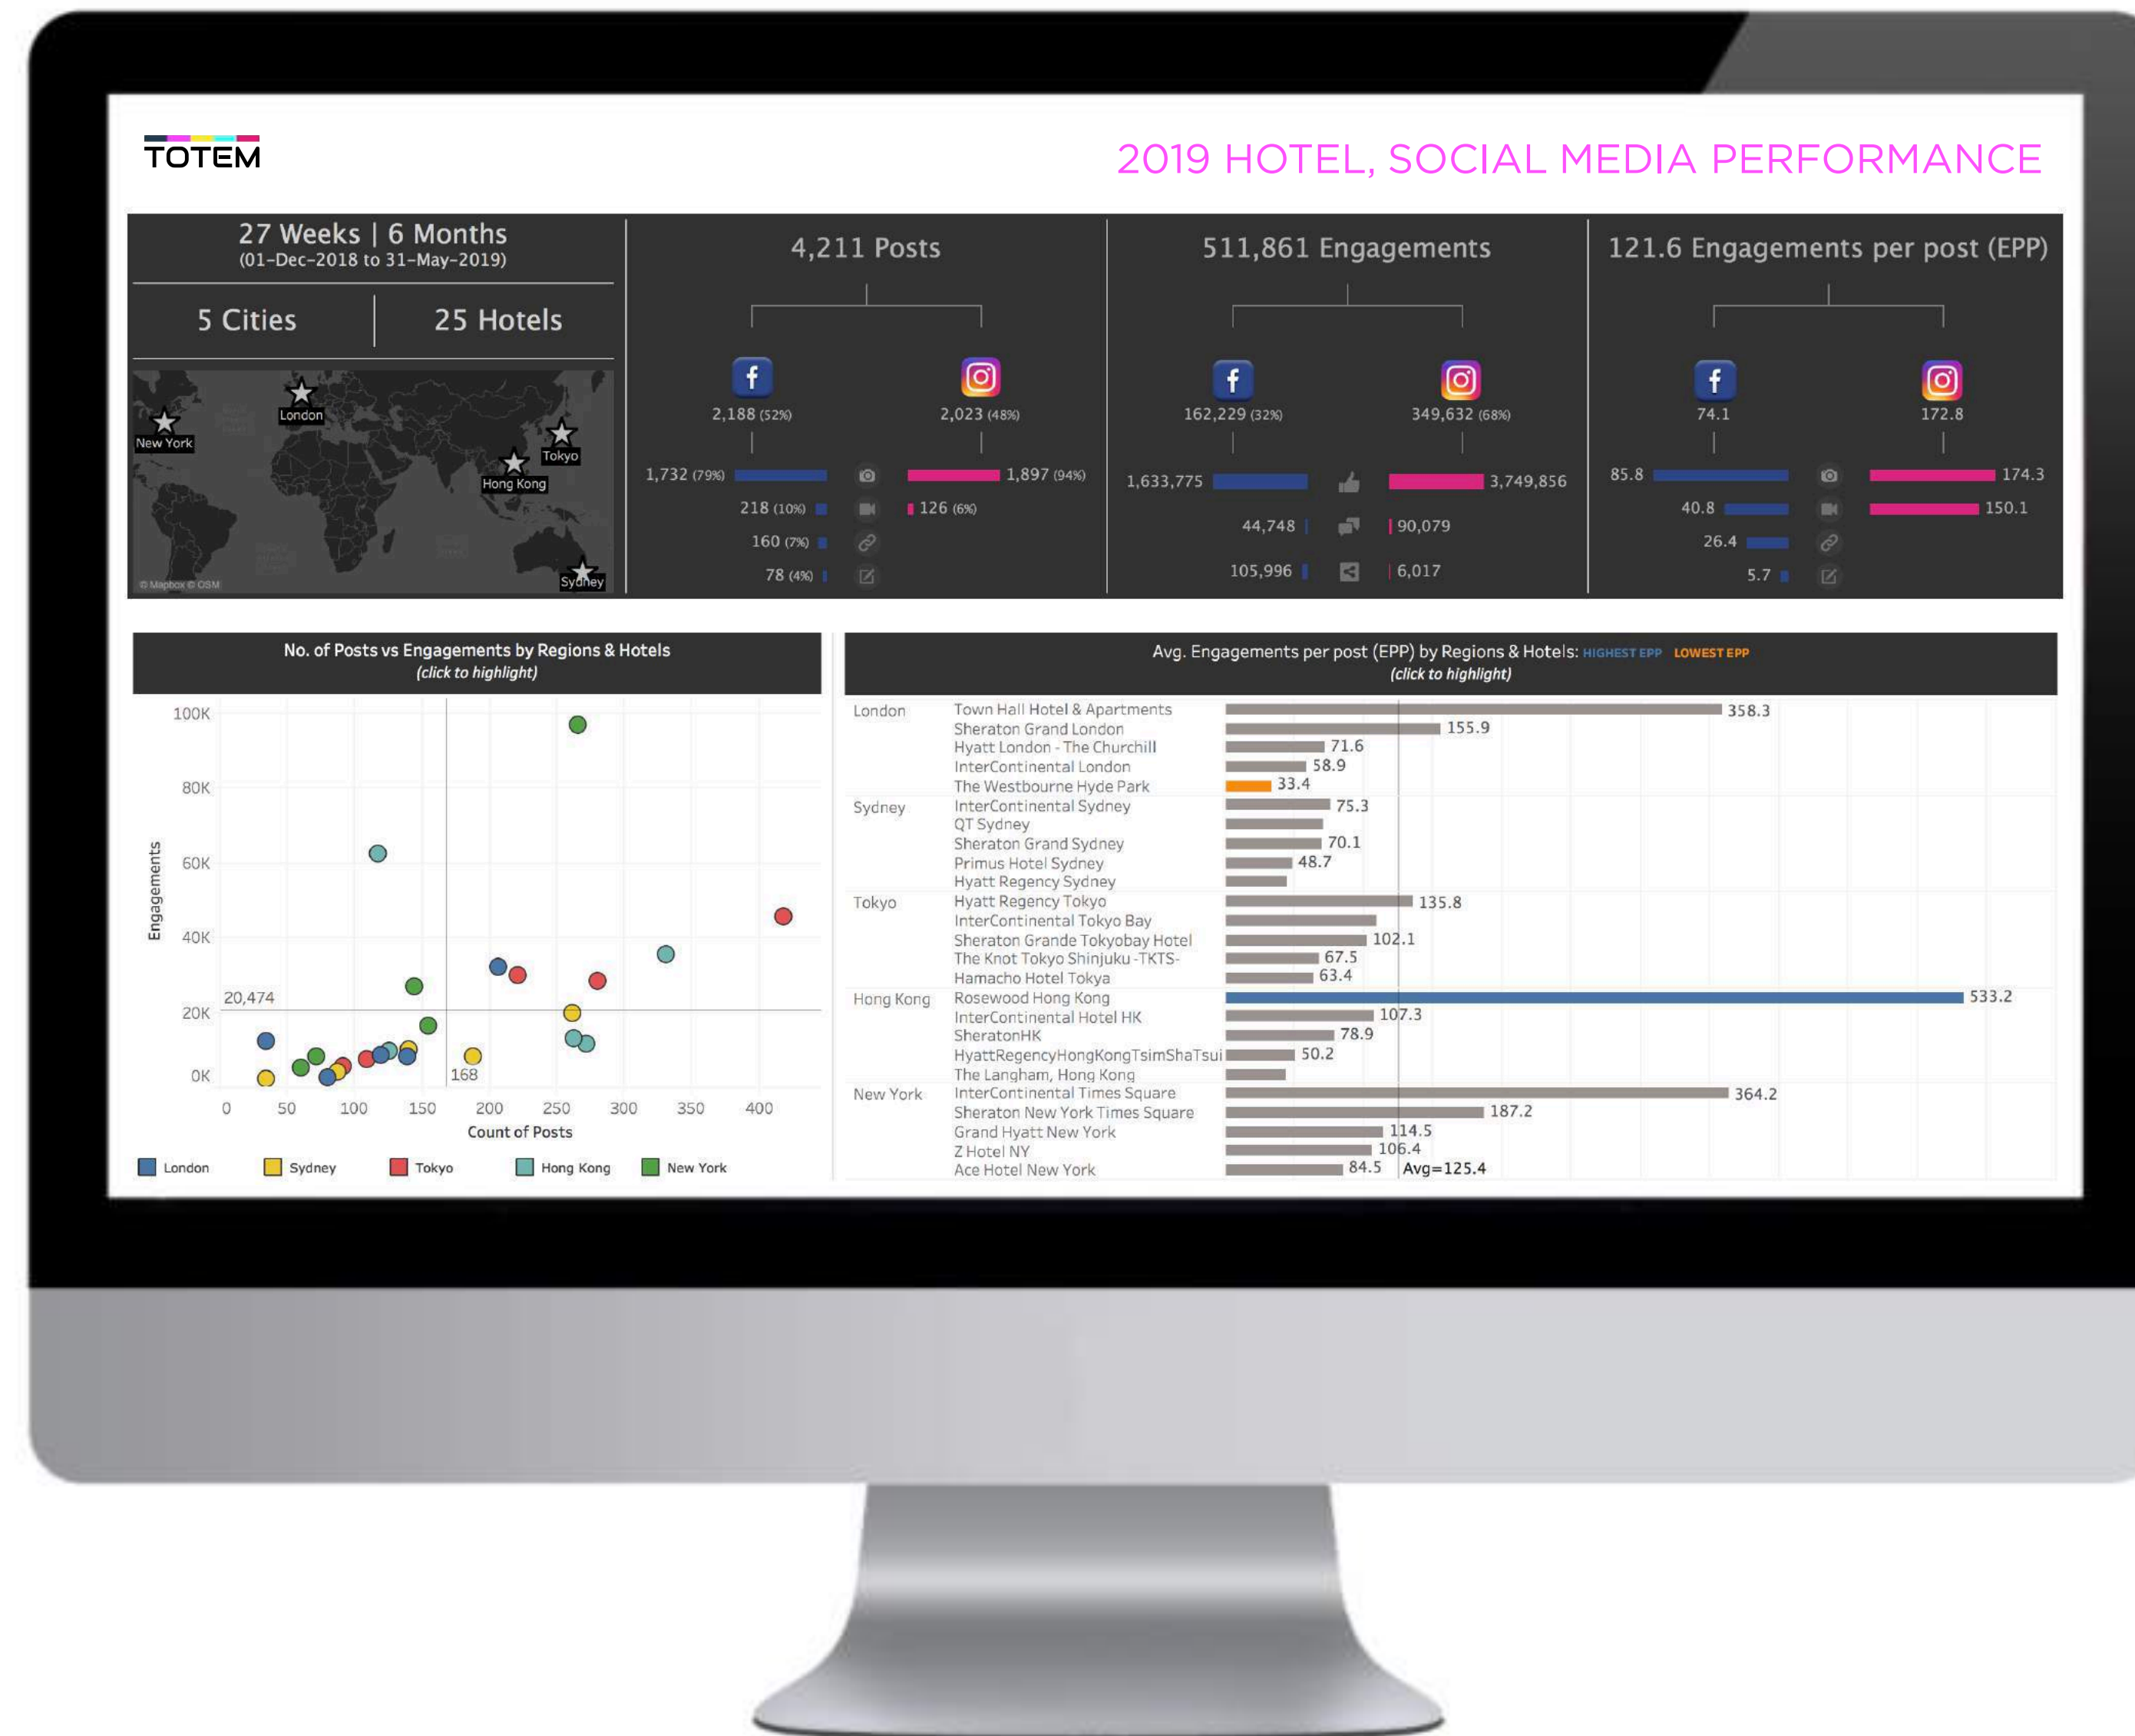 TOTEM
2019 HOTEL, SOCIAL MEDIA PERFORMANCE
27 Weeks | 6 Months
(01-Dec-2018 to 31-May-2019)
5 Cities
25 Hotels
London
New York
Tokyo
Hong Kong
Sydney
© Mapbox © OSM
4,211 Posts
2,188 (52%)
2,023 (48%)
1,732 (79%)
1,897 (94%)
218 (10%)
126 (6%)
160 (7%)
78 (4%)
511,861 Engagements
162,229 (32%)
349,632 (68%)
1,633,775
3,749,856
44,748
90,079
105,996
6,017
121.6 Engagements per post (EPP)
74.1
172.8
85.8
174.3
40.8
150.1
26.4
5.7
No. of Posts vs Engagements by Regions & Hotels
(click to highlight)
100K
80K
60K
40K
20K
0K
Engagements
20,474
168
0 50 100 150 200 250 300 350 400
Count of Posts
London Sydney Tokyo Hong Kong New York
Avg. Engagements per post (EPP) by Regions & Hotels: HIGHEST EPP LOWEST EPP
(click to highlight)
London Town Hall Hotel & Apartments 358.3
Sheraton Grand London 155.9
Hyatt London - The Churchill 71.6
InterContinental London 58.9
The Westbourne Hyde Park 33.4
Sydney InterContinental Sydney 75.3
QT Sydney
Sheraton Grand Sydney 70.1
Primus Hotel Sydney 48.7
Hyatt Regency Sydney
Tokyo Hyatt Regency Tokyo 135.8
InterContinental Tokyo Bay
Sheraton Grande Tokyobay Hotel 102.1
The Knot Tokyo Shinjuku -TKTS- 67.5
Hamacho Hotel Tokya 63.4
Hong Kong Rosewood Hong Kong 533.2
InterContinental Hotel HK 107.3
SheratonHK 78.9
HyattRegencyHongKongTsimShaTsui 50.2
The Langham, Hong Kong
New York InterContinental Times Square 364.2
Sheraton New York Times Square 187.2
Grand Hyatt New York 114.5
Z Hotel NY 106.4
Ace Hotel New York 84.5 Avg=125.4